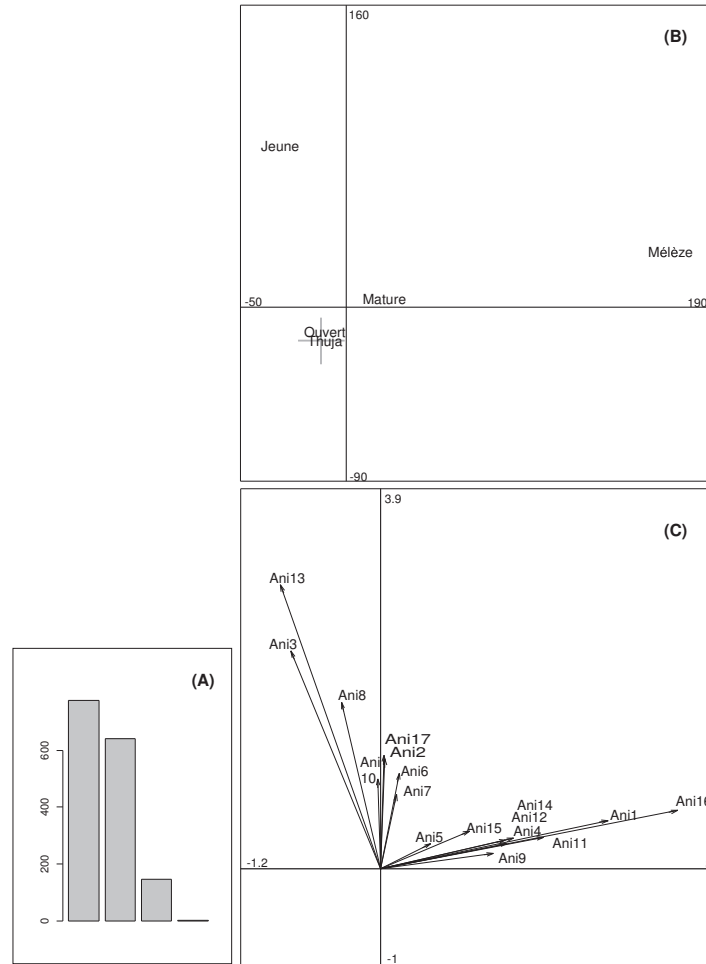 160
(B)
Jeune
Mélèze
-50
Mature
190
Ouvert
Thuja
-90
3.9
(C)
Ani13
Ani3
Ani8
Ani17
Ani2
Ani
10
Ani6
Ani7
Ani14
Ani12
Ani16
Ani15
Ani4
Ani1
Ani5
Ani11
Ani9
-1.2
-1
(A)
600
400
200
0